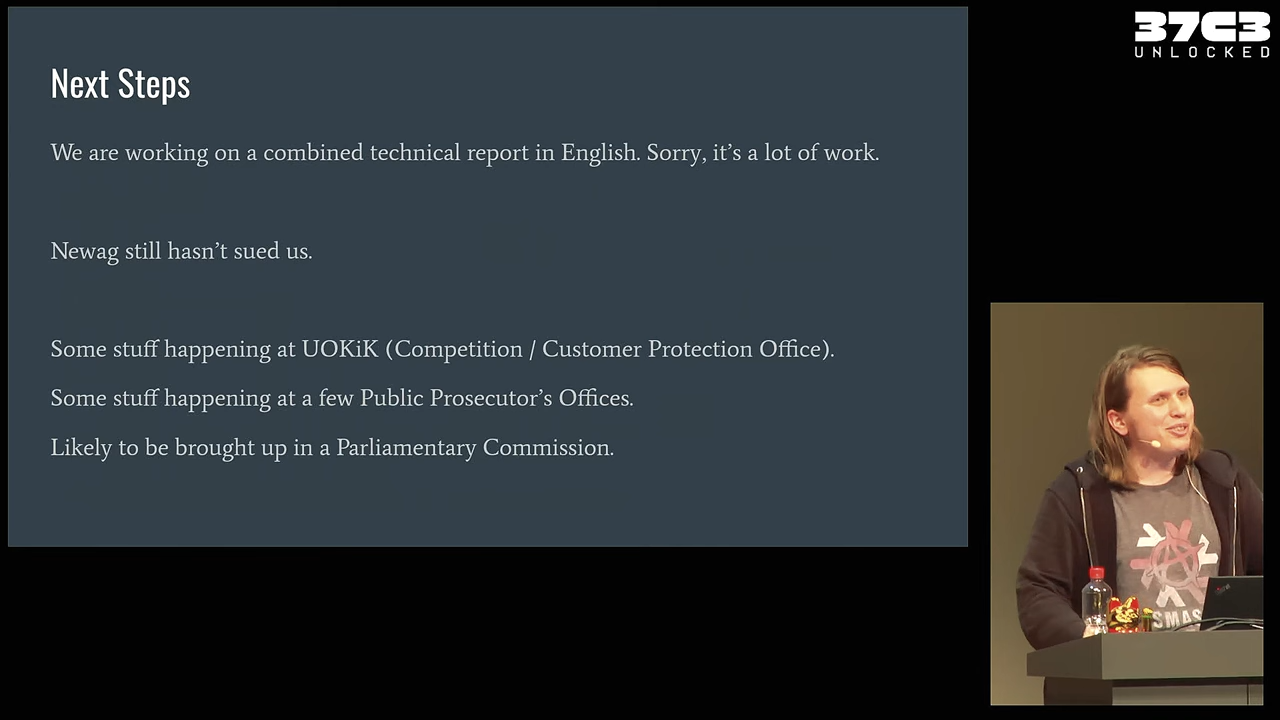 37C3
UNLOCKED
Next Steps
We are working on a combined technical report in English. Sorry, it’s a lot of work.
Newag still hasn’t sued us.
Some stuff happening at UOKiK (Competition / Customer Protection Office).
Some stuff happening at a few Public Prosecutor’s Offices.
Likely to be brought up in a Parliamentary Commission.
SMAS